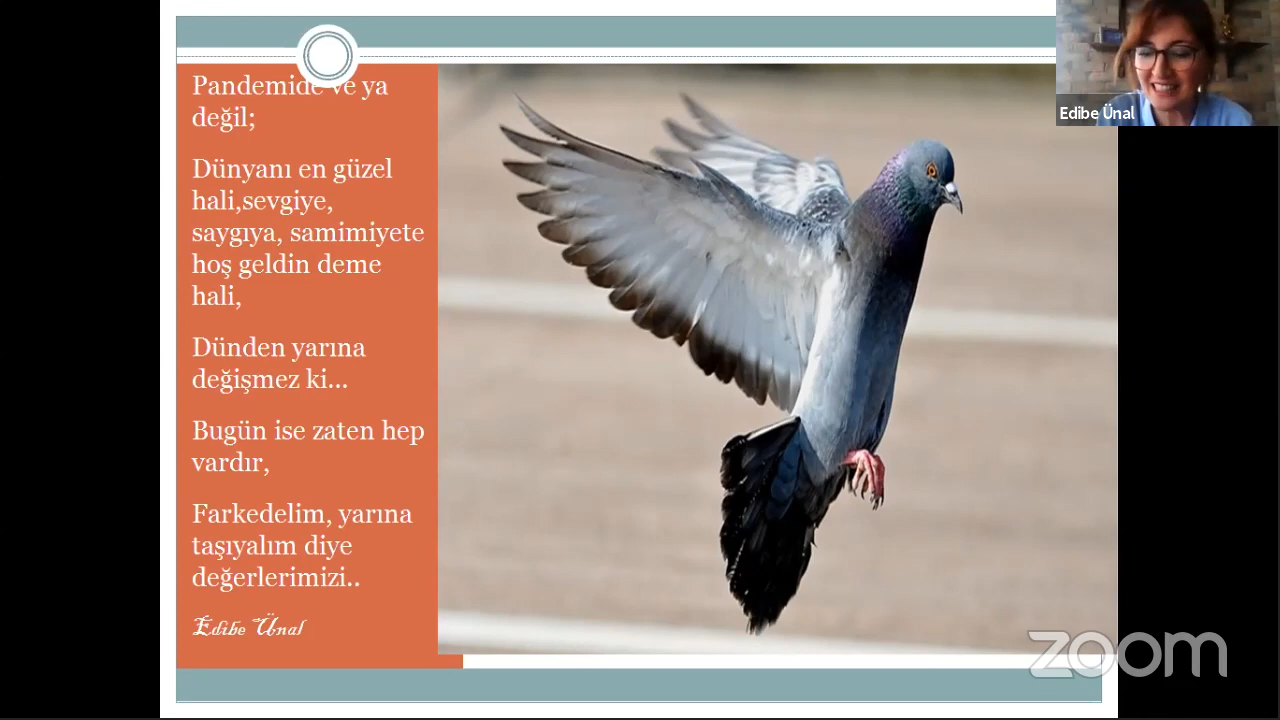 Pandemide ve ya
değil;
Dünyanı en güzel
hali,sevgiye,
saygıya, samimiyete
hoş geldin deme
hali,
Dünden yarına
değişmez ki...
Bugün ise zaten hep
vardır,
Farkedelim, yarına
taşıyalım diye
değerlerimizi..
Edibe Ünal
Edibe Ünal
zoom